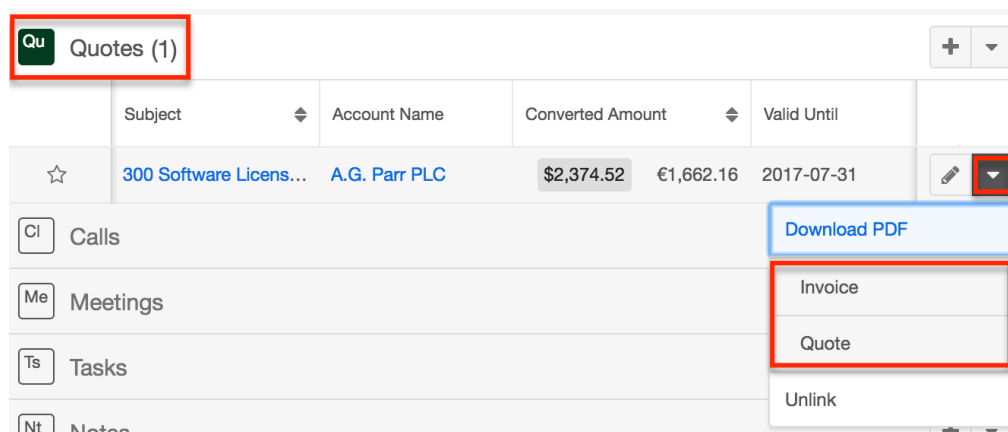 Qu Quotes (1)
Subject Account Name Converted Amount Valid Until
300 Software Licens... A.G. Parr PLC $2,374.52 €1,662.16 2017-07-31
Cl Calls
Download PDF
Me Meetings
Invoice
Quote
Ts Tasks
Unlink
Nt Notes